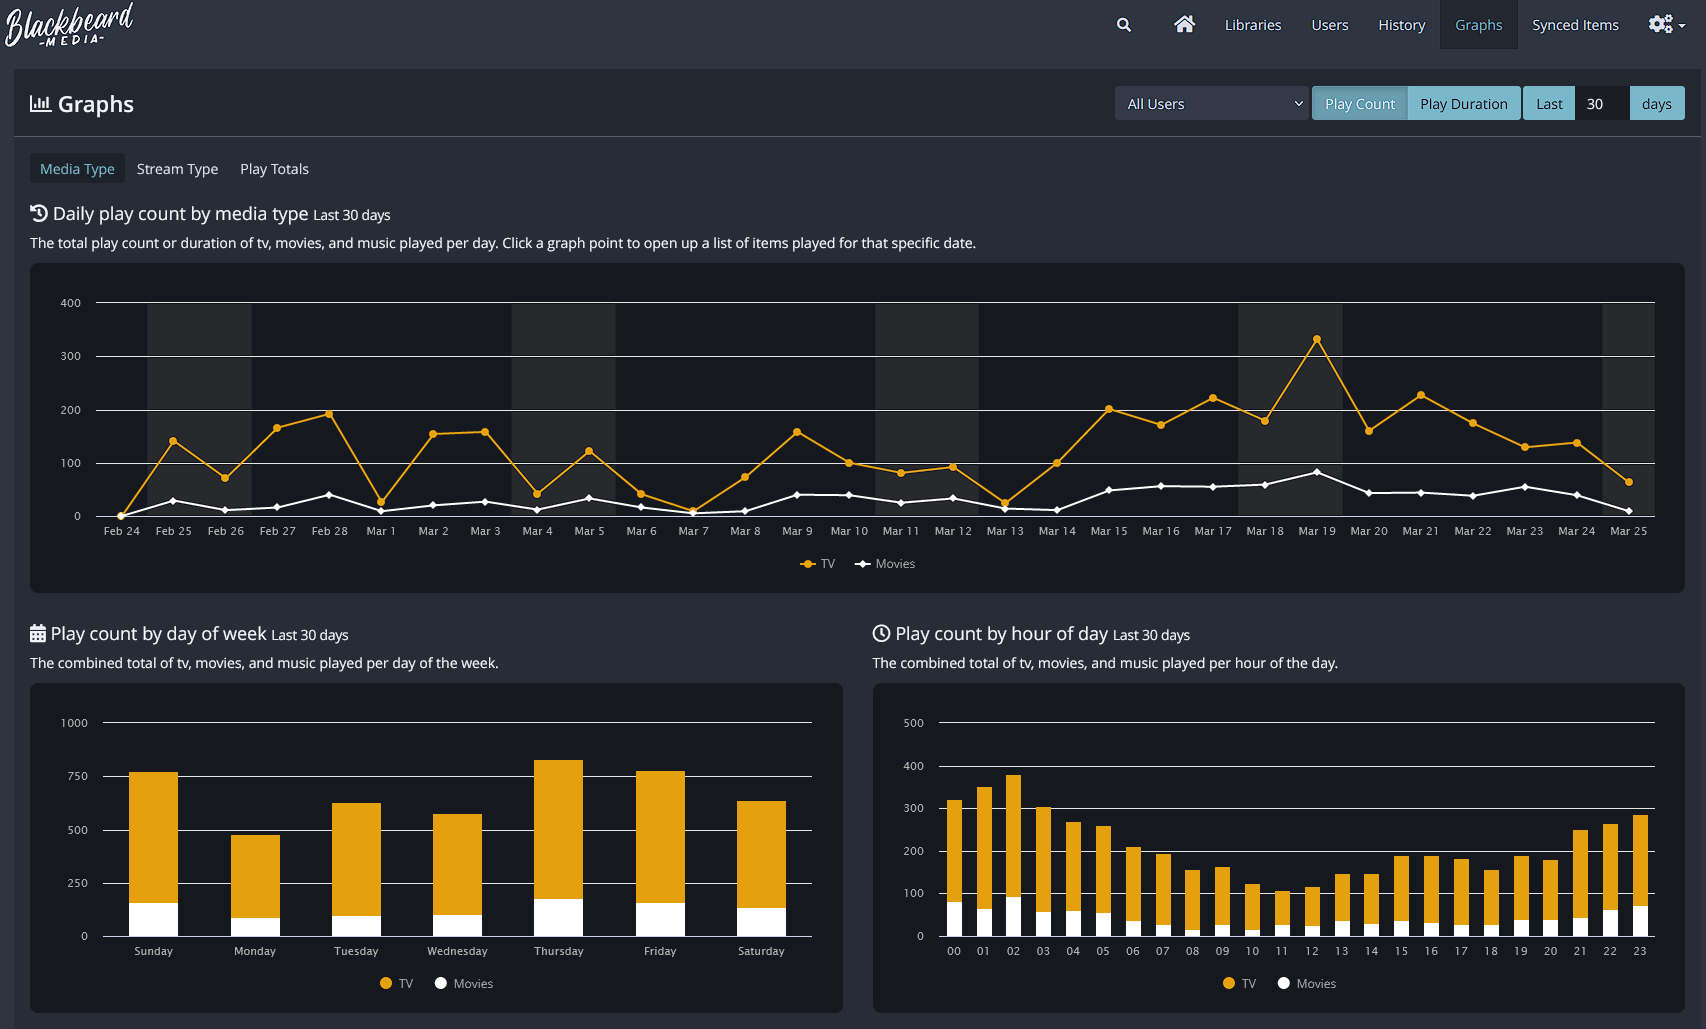 Blackbeard
-MEDIA-
Libraries Users History Graphs Synced Items
Graphs
All Users Play Count Play Duration Last 30 days
Media Type Stream Type Play Totals
Daily play count by media type Last 30 days
The total play count or duration of tv, movies, and music played per day. Click a graph point to open up a list of items played for that specific date.
400
300
200
100
0
Feb 24 Feb 25 Feb 26 Feb 27 Feb 28 Mar 1 Mar 2 Mar 3 Mar 4 Mar 5 Mar 6 Mar 7 Mar 8 Mar 9 Mar 10 Mar 11 Mar 12 Mar 13 Mar 14 Mar 15 Mar 16 Mar 17 Mar 18 Mar 19 Mar 20 Mar 21 Mar 22 Mar 23 Mar 24 Mar 25
TV Movies
Play count by day of week Last 30 days
The combined total of tv, movies, and music played per day of the week.
1000
750
500
250
0
Sunday Monday Tuesday Wednesday Thursday Friday Saturday
TV Movies
Play count by hour of day Last 30 days
The combined total of tv, movies, and music played per hour of the day.
500
400
300
200
100
0
00 01 02 03 04 05 06 07 08 09 10 11 12 13 14 15 16 17 18 19 20 21 22 23
TV Movies